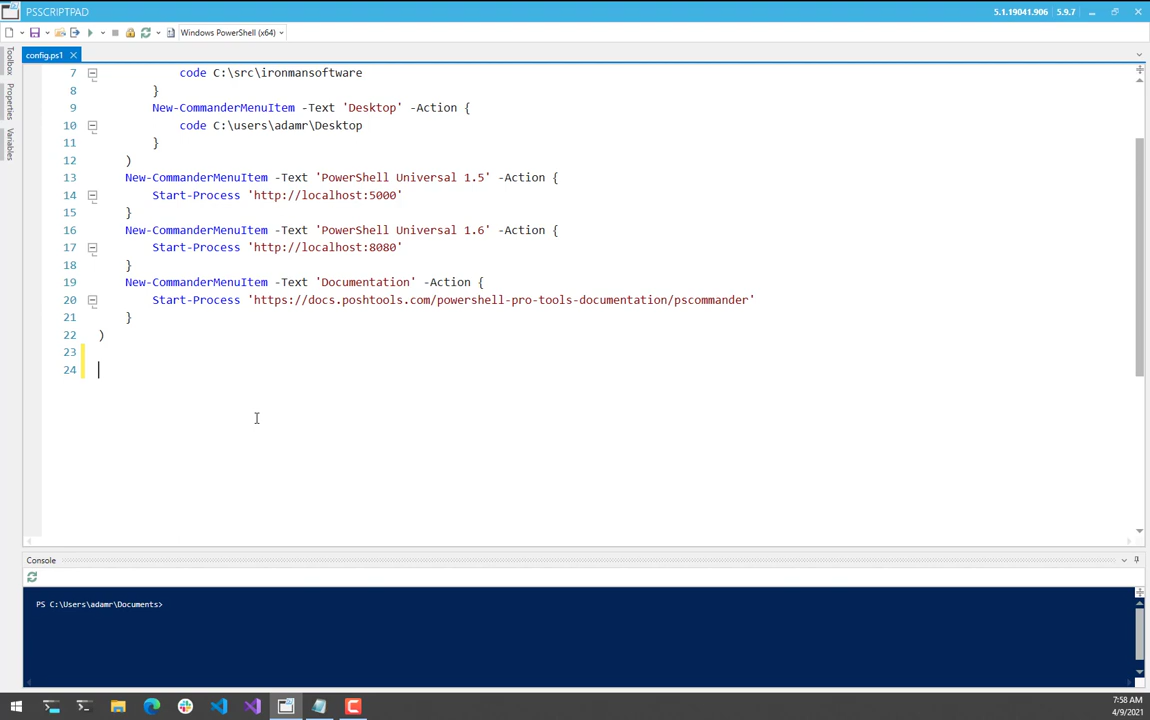 PSSCRIPTPAD
5.1.19041.906 5.9.7
Windows PowerShell (x64)
config.ps1
Toolbox
Properties
Variables
7 code C:\src\ironmansoftware
8 }
9 New-CommanderMenuItem -Text 'Desktop' -Action {
10 code C:\users\adamr\Desktop
11 }
12 )
13 New-CommanderMenuItem -Text 'PowerShell Universal 1.5' -Action {
14 Start-Process 'http://localhost:5000'
15 }
16 New-CommanderMenuItem -Text 'PowerShell Universal 1.6' -Action {
17 Start-Process 'http://localhost:8080'
18 }
19 New-CommanderMenuItem -Text 'Documentation' -Action {
20 Start-Process 'https://docs.poshtools.com/powershell-pro-tools-documentation/pscommander'
21 }
22 )
23
24
Console
PS C:\Users\adamr\Documents>
7:58 AM
4/9/2021